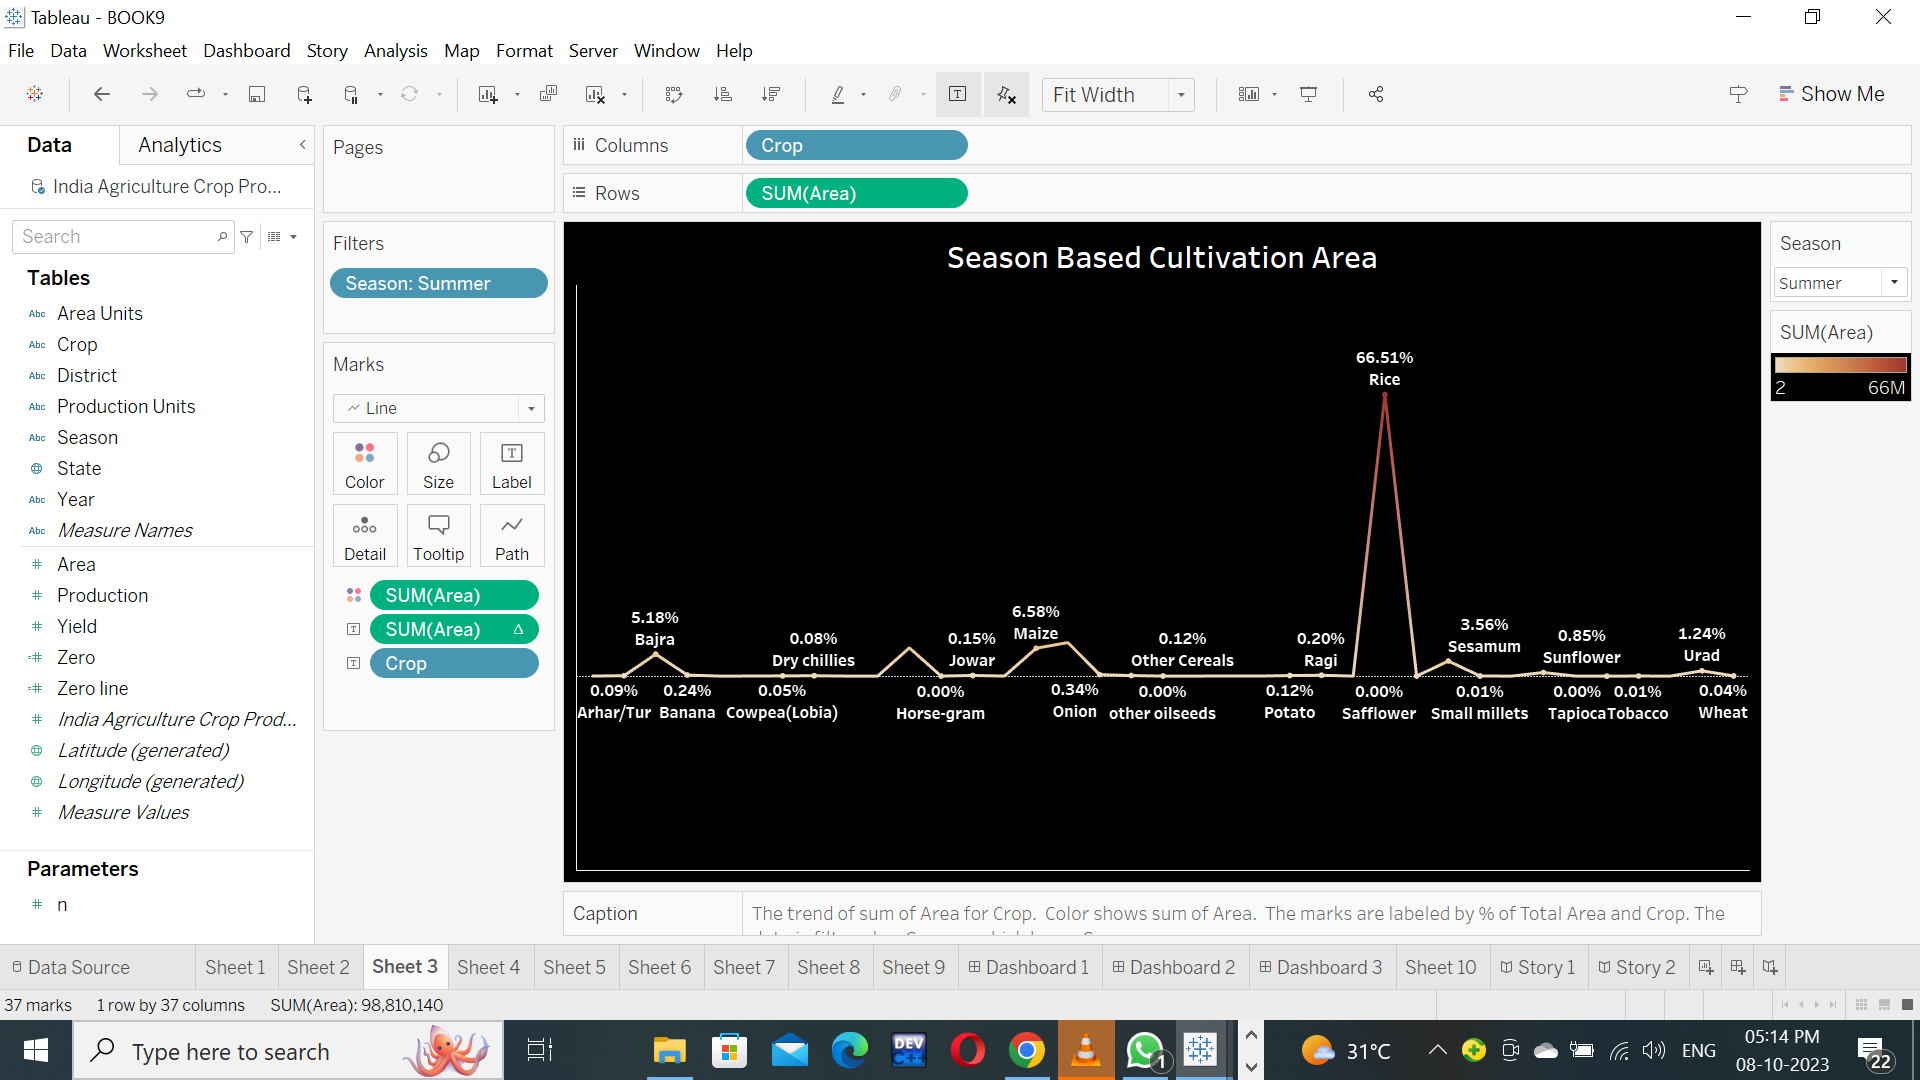 Tableau - BOOK9
File Data Worksheet Dashboard Story Analysis Map Format Server Window Help
Fit Width
Show Me
Data Analytics
India Agriculture Crop Pro...
Search
Tables
Abc Area Units
Abc Crop
Abc District
Abc Production Units
Abc Season
State
Abc Year
Abc Measure Names
# Area
# Production
# Yield
=# Zero
=# Zero line
# India Agriculture Crop Prod...
Latitude (generated)
Longitude (generated)
# Measure Values
Parameters
# n
Pages
Filters
Season: Summer
Marks
Line
Color Size Label
Detail Tooltip Path
SUM(Area)
SUM(Area) Δ
Crop
Columns Crop
Rows SUM(Area)
Season Based Cultivation Area
66.51%
Rice
5.18%
Bajra
0.08%
Dry chillies
0.15%
Jowar
6.58%
Maize
0.12%
Other Cereals
0.20%
Ragi
3.56%
Sesamum
0.85%
Sunflower
1.24%
Urad
0.09%
Arhar/Tur
0.24%
Banana
0.05%
Cowpea(Lobia)
0.00%
Horse-gram
0.34%
Onion
0.00%
other oilseeds
0.12%
Potato
0.00%
Safflower
0.01%
Small millets
0.00%
Tapioca
0.01%
Tobacco
0.04%
Wheat
Season
Summer
SUM(Area)
2 66M
Caption
The trend of sum of Area for Crop. Color shows sum of Area. The marks are labeled by % of Total Area and Crop. The
Data Source Sheet 1 Sheet 2 Sheet 3 Sheet 4 Sheet 5 Sheet 6 Sheet 7 Sheet 8 Sheet 9 Dashboard 1 Dashboard 2 Dashboard 3 Sheet 10 Story 1 Story 2
37 marks 1 row by 37 columns SUM(Area): 98,810,140
Type here to search
DEV
C++
1
31°C
ENG
05:14 PM
08-10-2023
22